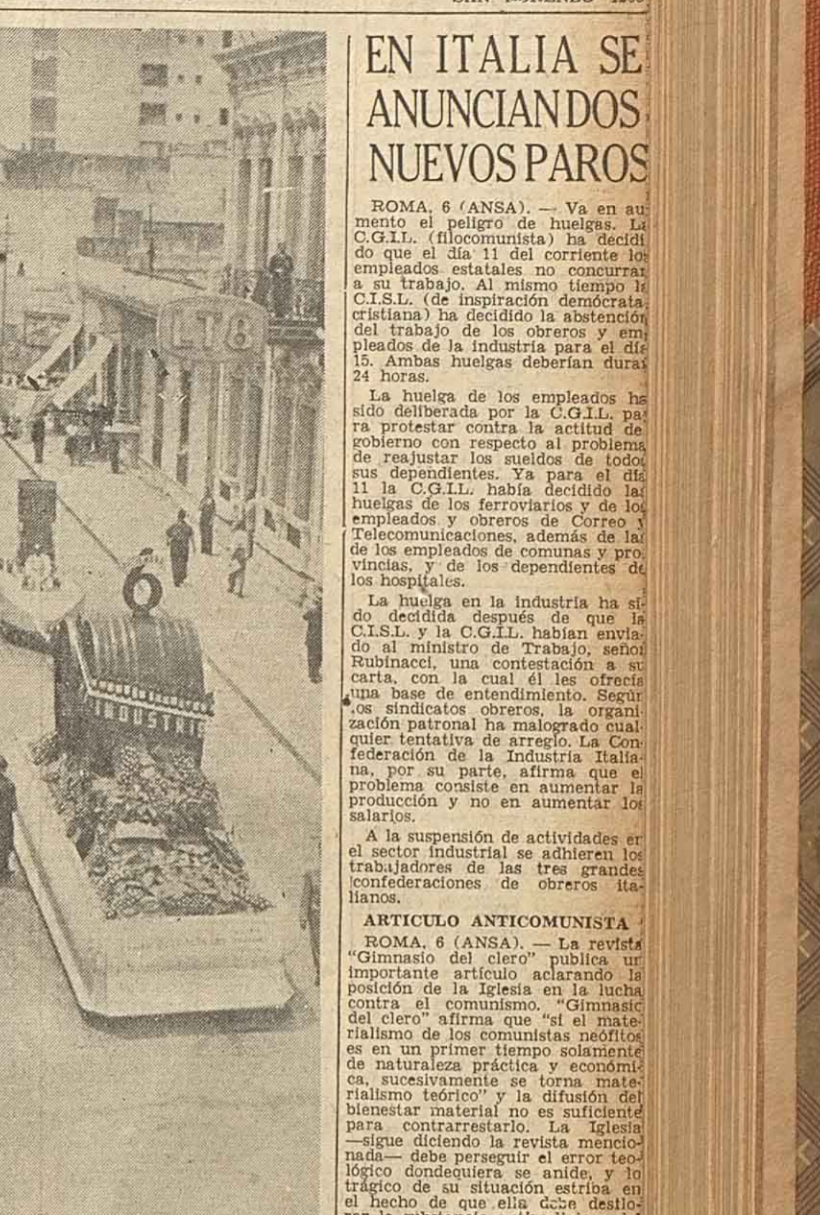 SAN LORENZO
EN ITALIA SE
ANUNCIAN DOS
NUEVOS PAROS
ROMA, 6 (ANSA). — Va en au-
mento el peligro de huelgas. La
C.G.I.L. (filocomunista) ha decidi
do que el día 11 del corriente los
empleados estatales no concurran
a su trabajo. Al mismo tiempo la
C.I.S.L. (de inspiración demócrata
cristiana) ha decidido la abstención
del trabajo de los obreros y em-
pleados de la industria para el día
15. Ambas huelgas deberían durar
24 horas.
La huelga de los empleados ha
sido deliberada por la C.G.I.L. pa-
ra protestar contra la actitud de
gobierno con respecto al problema
de reajustar los sueldos de todos
sus dependientes. Ya para el día
11 la C.G.I.L. había decidido las
huelgas de los ferroviarios y de los
empleados y obreros de Correo y
Telecomunicaciones, además de las
de los empleados de comunas y pro-
vincias, y de los dependientes de
los hospitales.
La huelga en la industria ha si-
do decidida después de que la
C.I.S.L. y la C.G.I.L. habían envia-
do al ministro de Trabajo, señor
Rubinacci, una contestación a su
carta, con la cual él les ofrecía
una base de entendimiento. Según
los sindicatos obreros, la organi-
zación patronal ha malogrado cual-
quier tentativa de arreglo. La Con-
federación de la Industria Italia-
na, por su parte, afirma que el
problema consiste en aumentar la
producción y no en aumentar los
salarios.
A la suspensión de actividades en
el sector industrial se adhieren los
trabajadores de las tres grandes
confederaciones de obreros ita-
lianos.
ARTICULO ANTICOMUNISTA
ROMA, 6 (ANSA). — La revista
"Gimnasio del clero" publica un
importante artículo aclarando la
posición de la Iglesia en la lucha
contra el comunismo. "Gimnasio
del clero" afirma que "si el mate-
rialismo de los comunistas neófitos
es en un primer tiempo solamente
de naturaleza práctica y económi-
ca, sucesivamente se torna mate-
rialismo teórico" y la difusión del
bienestar material no es suficiente
para contrarrestarlo. La Iglesia
—sigue diciendo la revista mencio-
nada— debe perseguir el error teo-
lógico dondequiera se anide, y lo
trágico de su situación estriba en
el hecho de que ella debe
LT8
6
INDUSTRIA